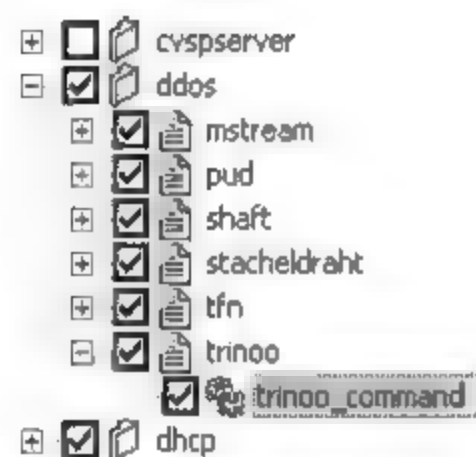 cvspserver
ddos
mstream
pud
shaft
stacheldraht
tfn
trinoo
trinoo_command
dhcp